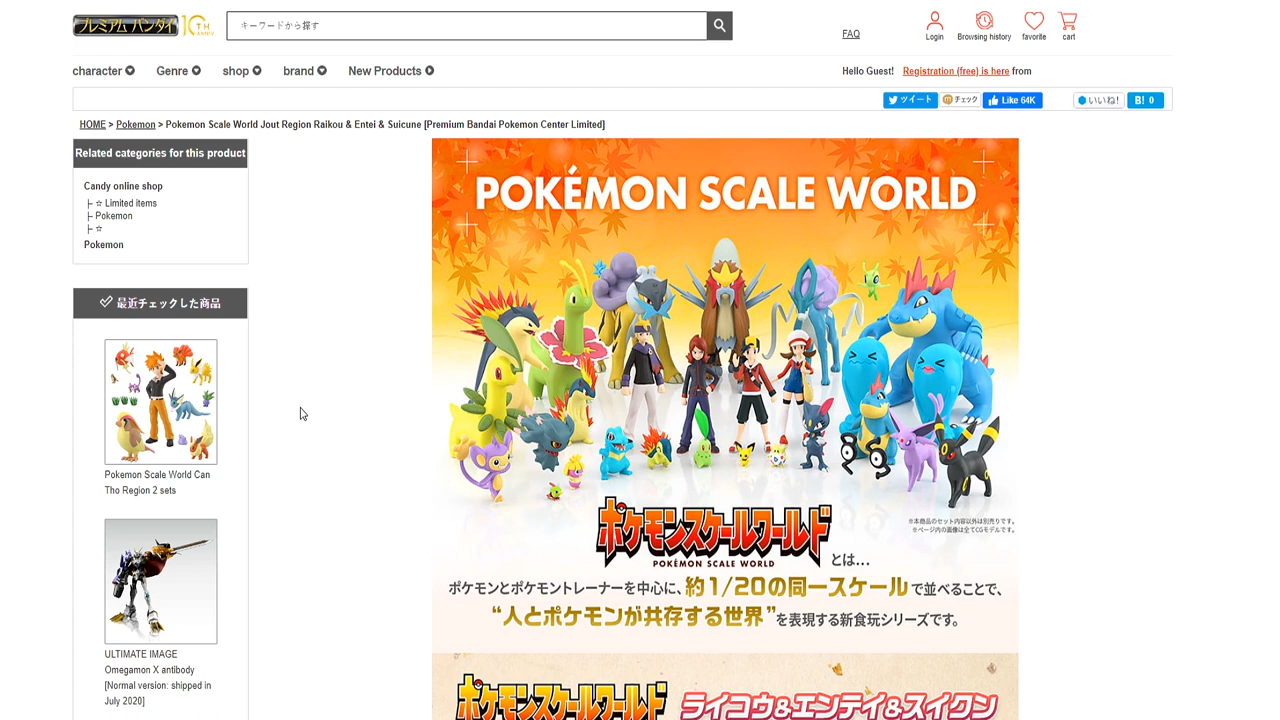 プレミアム バンダイ 10TH ANNIV.
キーワードから探す
FAQ
Login
Browsing history
favorite
cart
character
Genre
shop
brand
New Products
Hello Guest! Registration (free) is here from
ツイート
チェック
Like 64K
いいね!
B! 0
HOME > Pokemon > Pokemon Scale World Jout Region Raikou & Entei & Suicune [Premium Bandai Pokemon Center Limited]
Related categories for this product
Candy online shop
├ ☆ Limited items
├ Pokemon
├ ☆
Pokemon
最近チェックした商品
Pokemon Scale World Can
Tho Region 2 sets
ULTIMATE IMAGE
Omegamon X antibody
[Normal version: shipped in
July 2020]
POKÉMON SCALE WORLD
※本商品のセット内容以外は別売りです。
※ページ内の画像は全てCGモデルです。
ポケモンスケールワールド
POKÉMON SCALE WORLD
とは…
ポケモンとポケモントレーナーを中心に、約1/20の同一スケールで並べることで、
“人とポケモンが共存する世界”を表現する新食玩シリーズです。
ポケモンスケールワールド ライコウ&エンテイ&スイクン